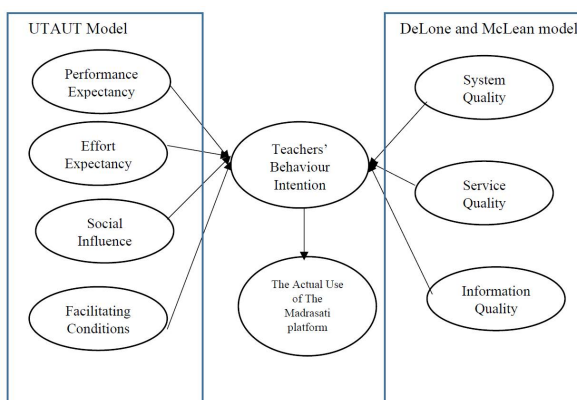 UTAUT Model
Performance
Expectancy
Effort
Expectancy
Social
Influence
Facilitating
Conditions
Teachers'
Behaviour
Intention
The Actual Use
of The
Madrasati
platform
DeLone and McLean model
System
Quality
Service
Quality
Information
Quality